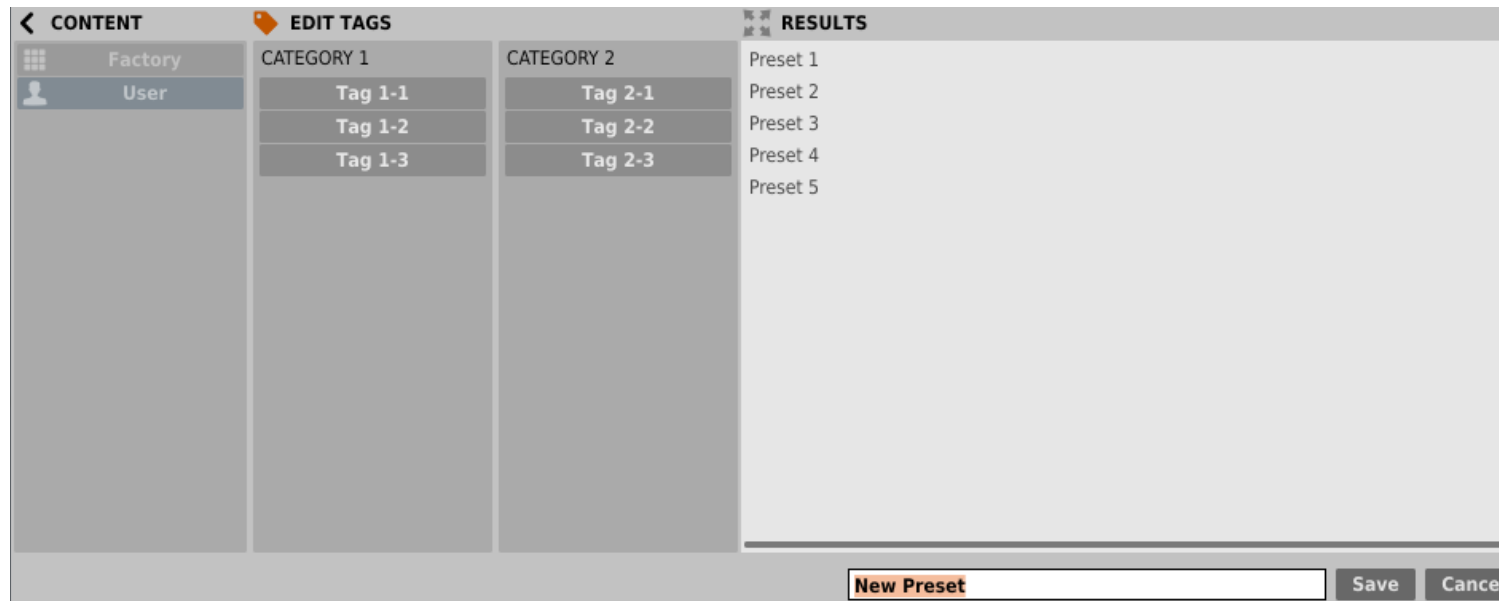 CONTENT
EDIT TAGS
RESULTS
Factory
User
CATEGORY 1
Tag 1-1
Tag 1-2
Tag 1-3
CATEGORY 2
Tag 2-1
Tag 2-2
Tag 2-3
Preset 1
Preset 2
Preset 3
Preset 4
Preset 5
New Preset
Save
Cance